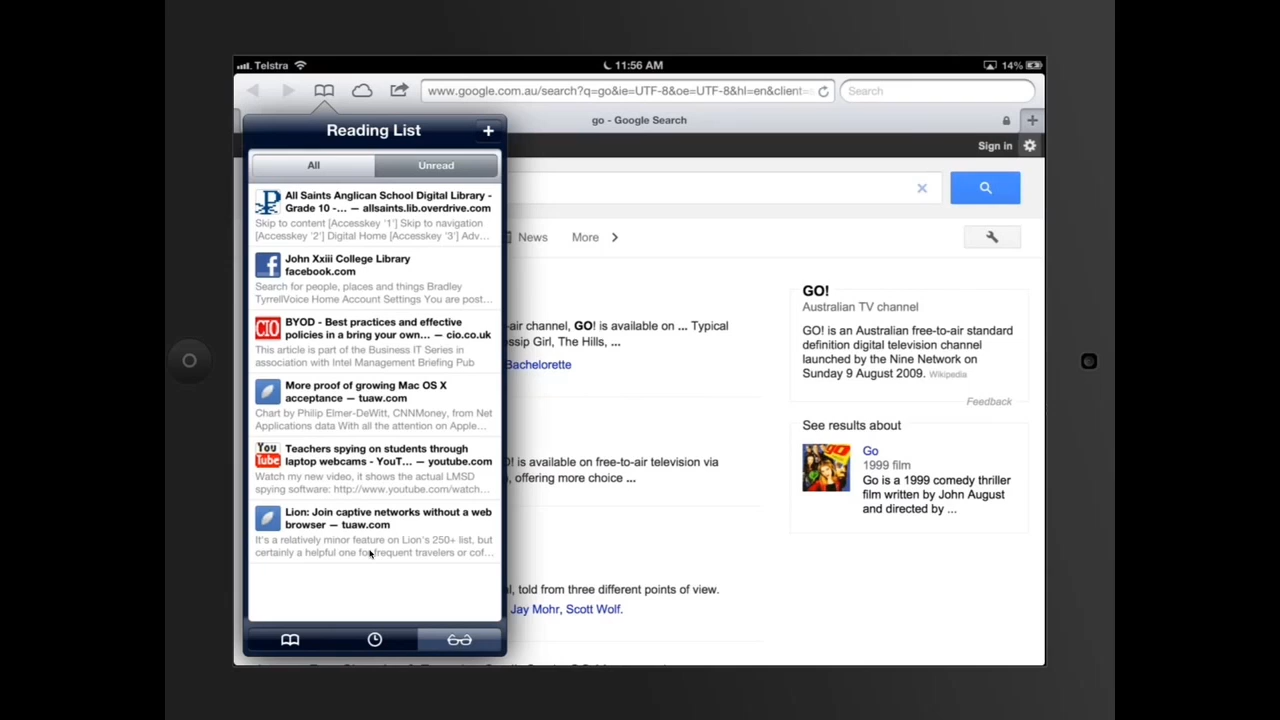 Telstra
11:56 AM
14%
www.google.com.au/search?q=go&ie=UTF-8&oe=UTF-8&hl=en&client=
Search
go - Google Search
Reading List
+
All
Unread
Sign in
All Saints Anglican School Digital Library -
Grade 10 -... — allsaints.lib.overdrive.com
Skip to content [Accesskey '1'] Skip to navigation
[Accesskey '2'] Digital Home [Accesskey '3'] Adv...
John Xxiii College Library
facebook.com
Search for people, places and things Bradley
TyrrellVoice Home Account Settings You are post...
CIO
BYOD - Best practices and effective
policies in a bring your own... — cio.co.uk
This article is part of the Business IT Series in
association with Intel Management Briefing Pub
More proof of growing Mac OS X
acceptance — tuaw.com
Chart by Philip Elmer-DeWitt, CNNMoney, from Net
Applications data With all the attention on Apple...
You
Tube
Teachers spying on students through
laptop webcams - YouT... — youtube.com
Watch my new video, it shows the actual LMSD
spying software: http://www.youtube.com/watch...
Lion: Join captive networks without a web
browser — tuaw.com
It's a relatively minor feature on Lion's 250+ list, but
certainly a helpful one for frequent travelers or cof...
News
More
-air channel, GO! is available on ... Typical
ssip Girl, The Hills, ...
Bachelorette
! is available on free-to-air television via
, offering more choice ...
, told from three different points of view.
Jay Mohr, Scott Wolf.
GO!
Australian TV channel
GO! is an Australian free-to-air standard
definition digital television channel
launched by the Nine Network on
Sunday 9 August 2009. Wikipedia
Feedback
See results about
GO
Go
1999 film
Go is a 1999 comedy thriller
film written by John August
and directed by ...